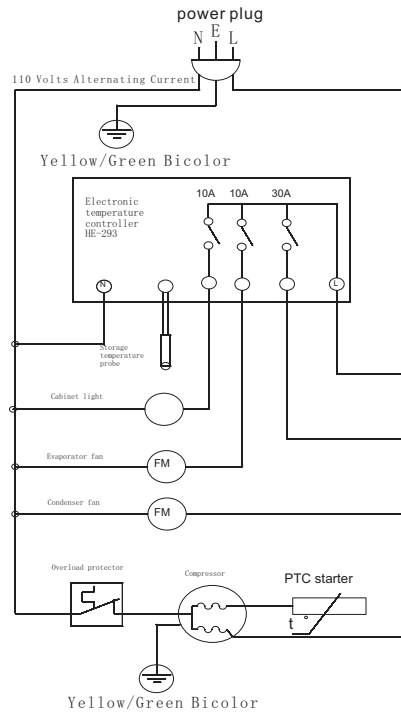 power plug
N E L
110 Volts Alternating Current
Yellow/Green Bicolor
10A 10A 30A
Electronic
temperature
controller
HE-293
N
L
Storage
temperature
probe
Cabinet light
Evaporator fan
FM
Condenser fan
FM
Overload protector
Compressor
PTC starter
t°
Yellow/Green Bicolor